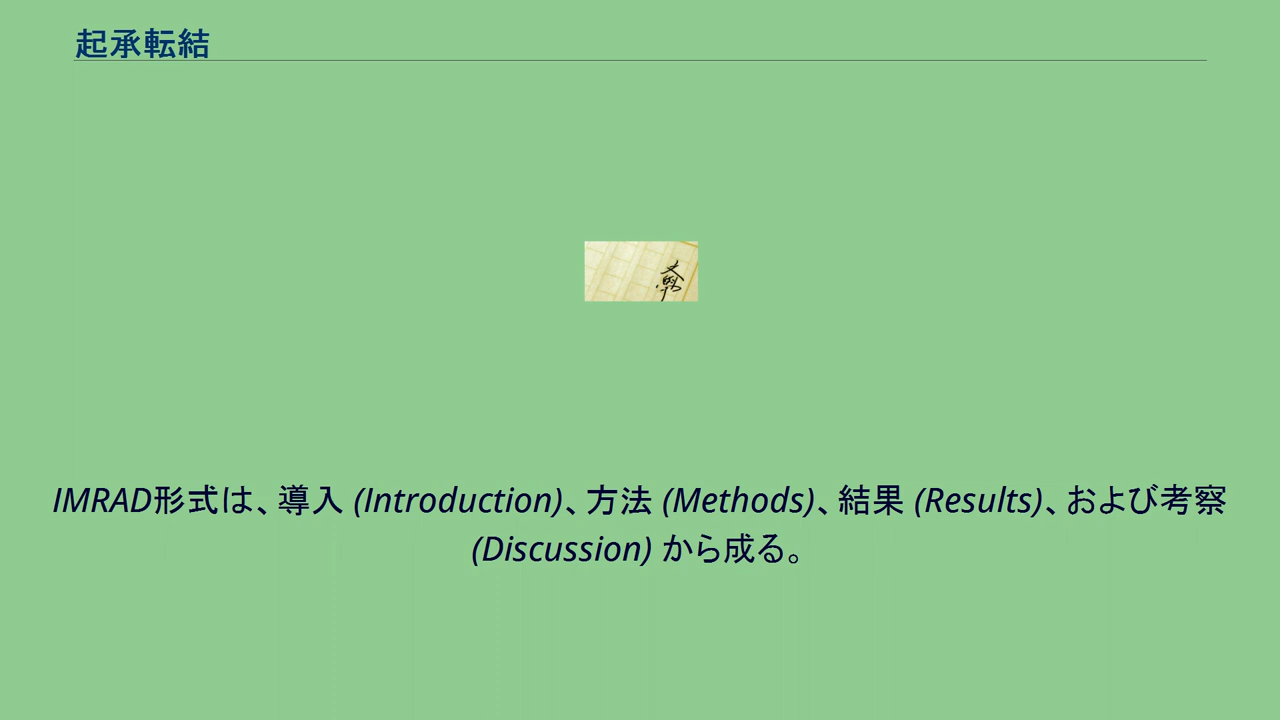 起承転結
IMRAD形式は、導入 (Introduction)、方法 (Methods)、結果 (Results)、および考察
(Discussion) から成る。